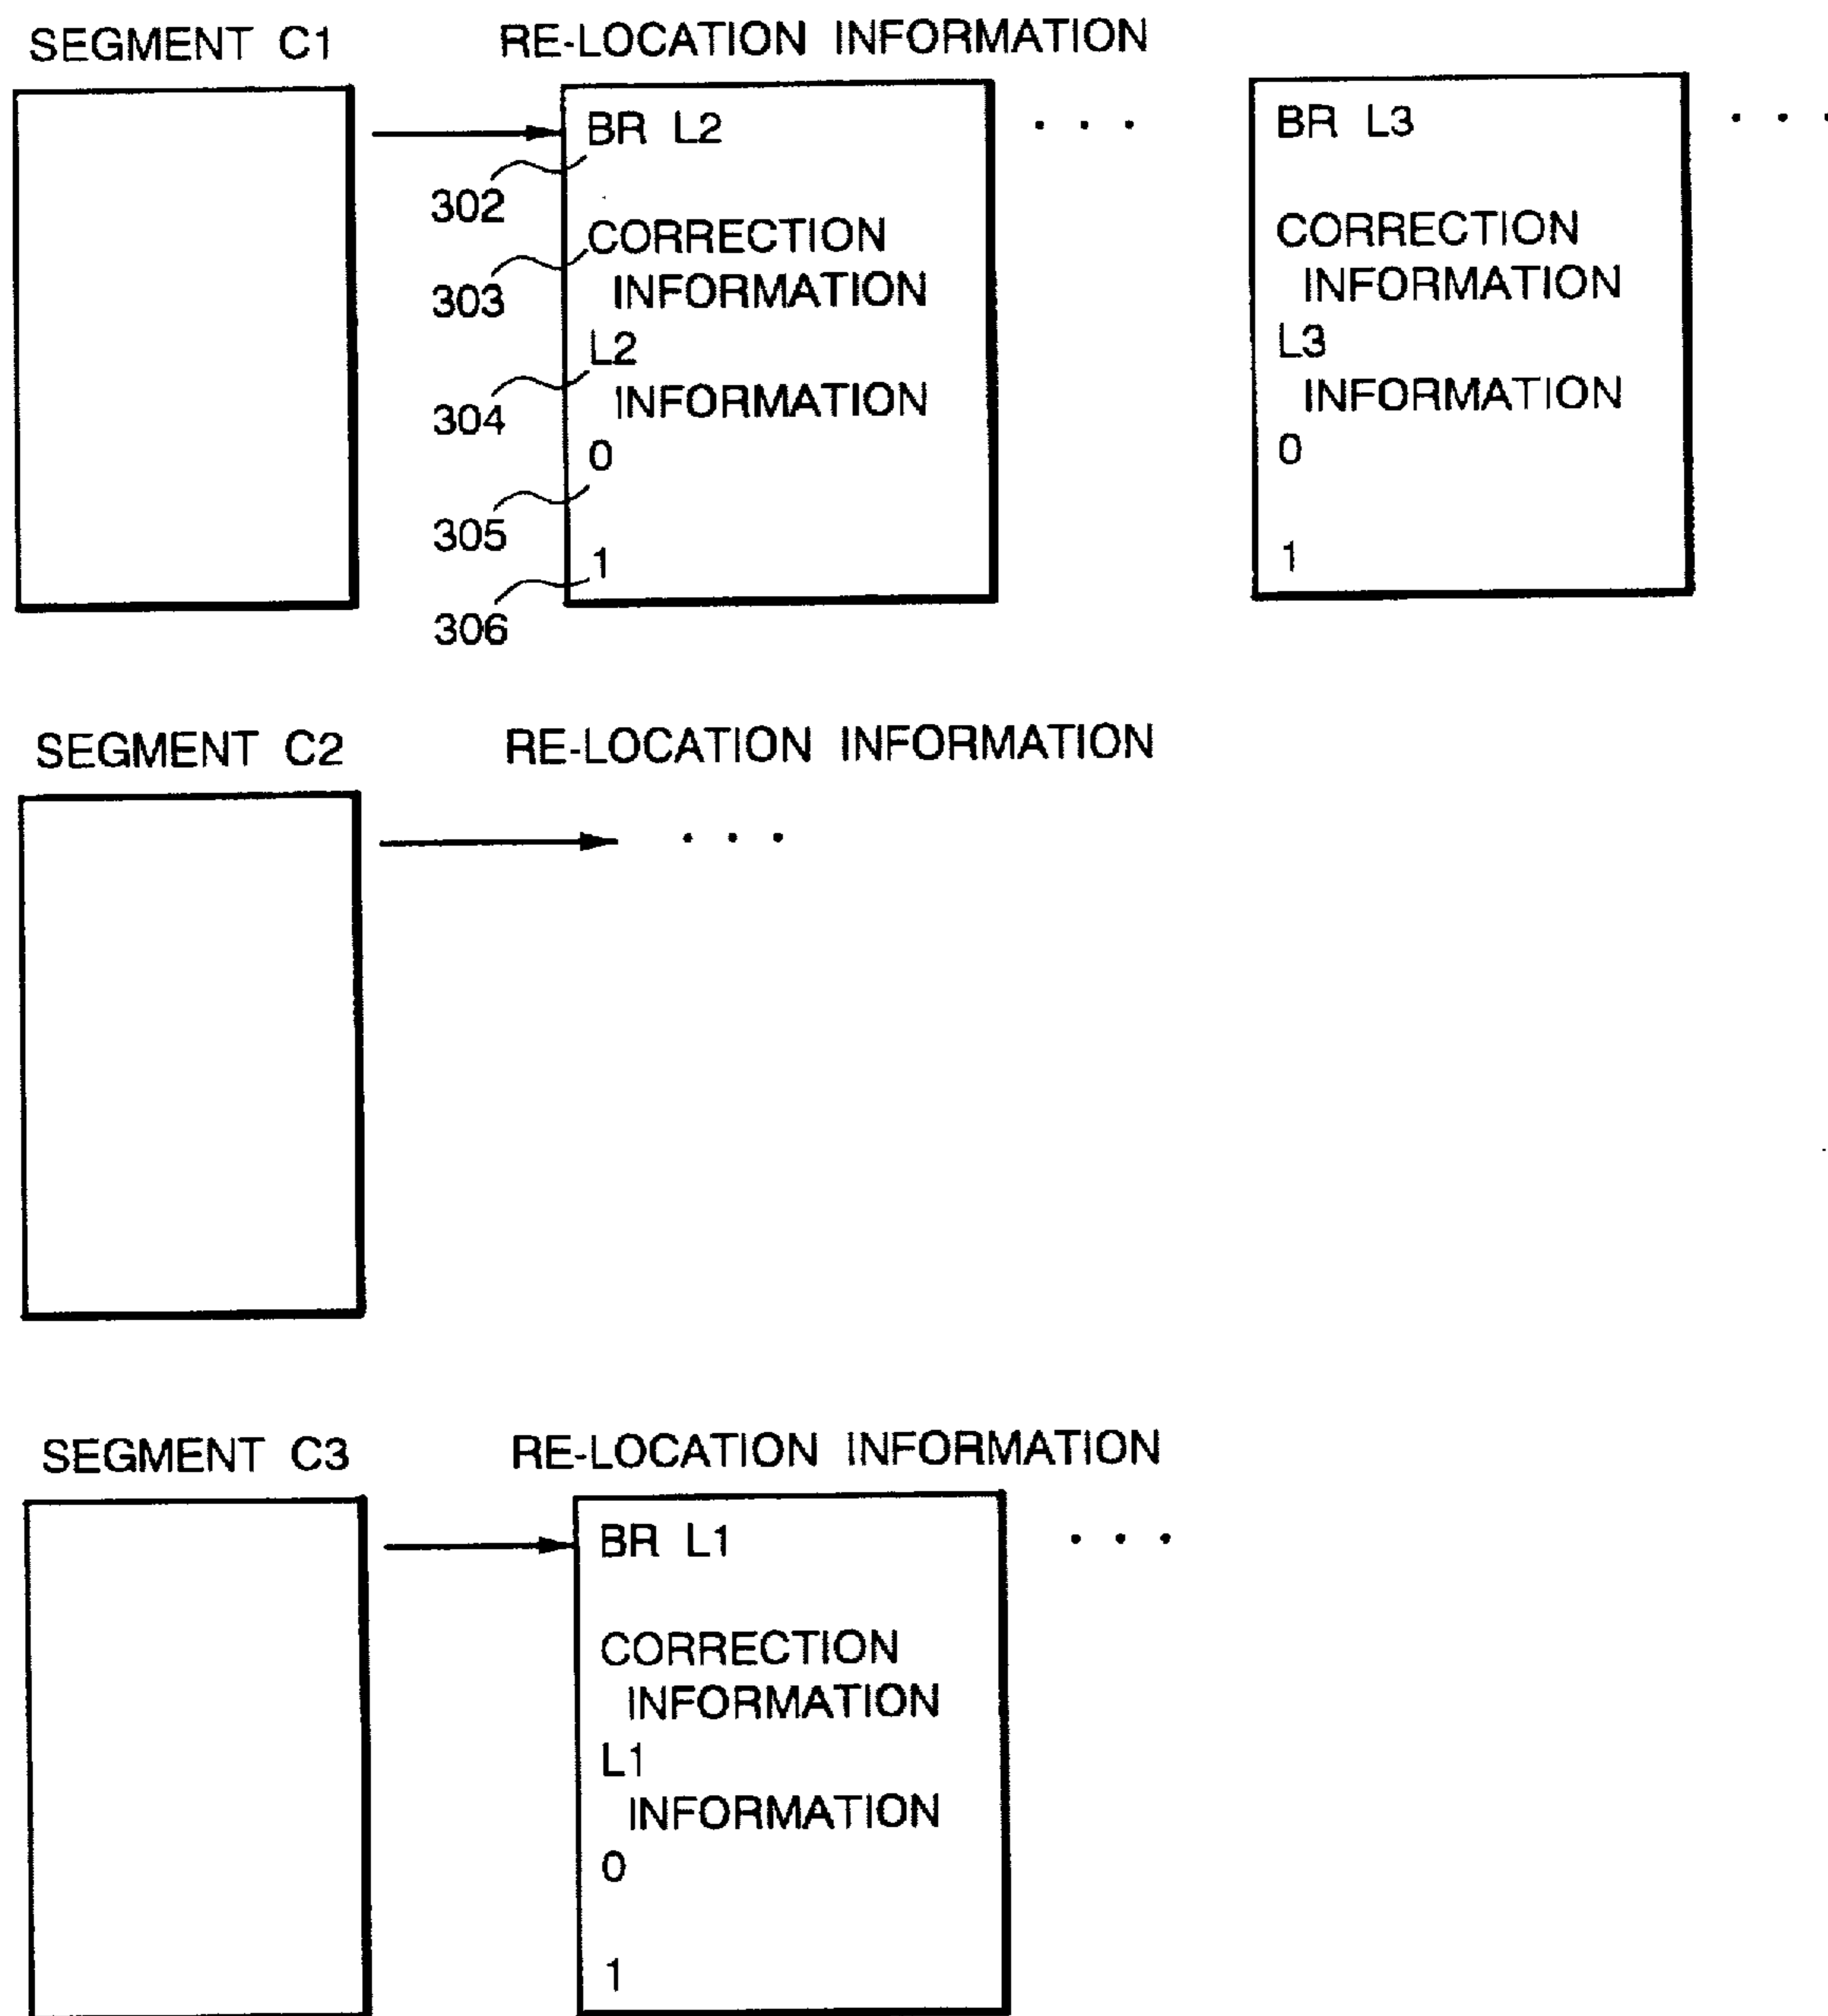 SEGMENT C1
RE-LOCATION INFORMATION
BR L2
302
CORRECTION
INFORMATION
303
L2
INFORMATION
304
0
305
1
306
. . .
BR L3
CORRECTION
INFORMATION
L3
INFORMATION
0
1
. . .
SEGMENT C2
RE-LOCATION INFORMATION
. . .
SEGMENT C3
RE-LOCATION INFORMATION
BR L1
CORRECTION
INFORMATION
L1
INFORMATION
0
1
. . .